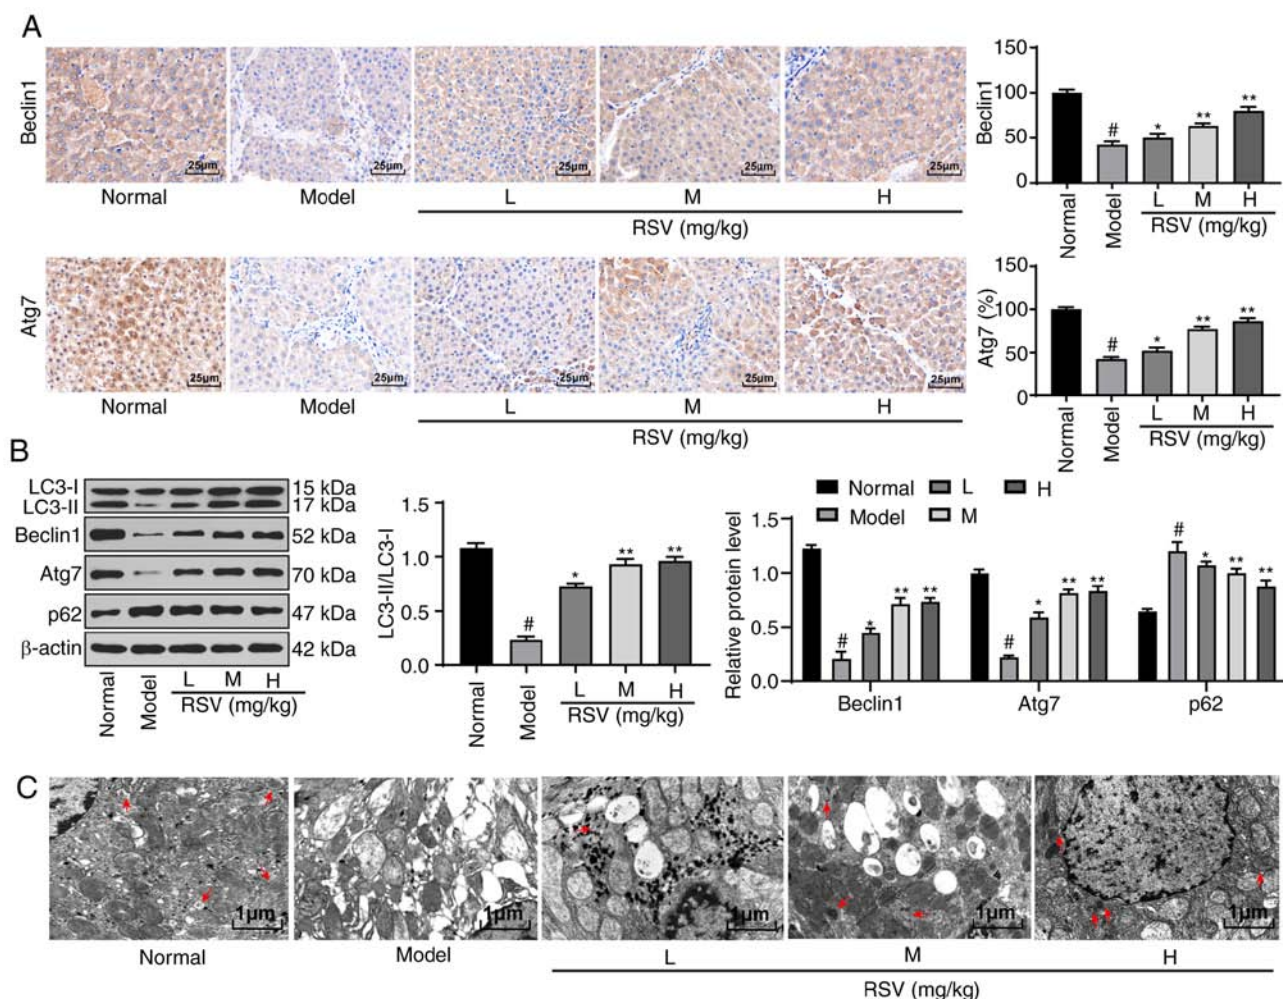 A
Beclin1
25μm
25μm
25μm
25μm
25μm
Normal
Model
L
M
H
RSV (mg/kg)
Beclin1
150
100
50
0
#
*
**
**
Normal
Model
L
M
H
RSV (mg/kg)
Atg7
25μm
25μm
25μm
25μm
25μm
Normal
Model
L
M
H
RSV (mg/kg)
Atg7 (%)
150
100
50
0
#
*
**
**
Normal
Model
L
M
H
RSV (mg/kg)
B
LC3-I 15 kDa
LC3-II 17 kDa
Beclin1 52 kDa
Atg7 70 kDa
p62 47 kDa
β-actin 42 kDa
Normal
Model
L
M
H
RSV (mg/kg)
LC3-II/LC3-I
1.5
1.0
0.5
0.0
#
*
**
**
Normal
Model
L
M
H
RSV (mg/kg)
Normal
L
H
Model
M
Relative protein level
1.5
1.0
0.5
0.0
#
*
**
**
#
*
**
**
#
*
**
**
Beclin1
Atg7
p62
C
1μm
1μm
1μm
1μm
1μm
Normal
Model
L
M
H
RSV (mg/kg)